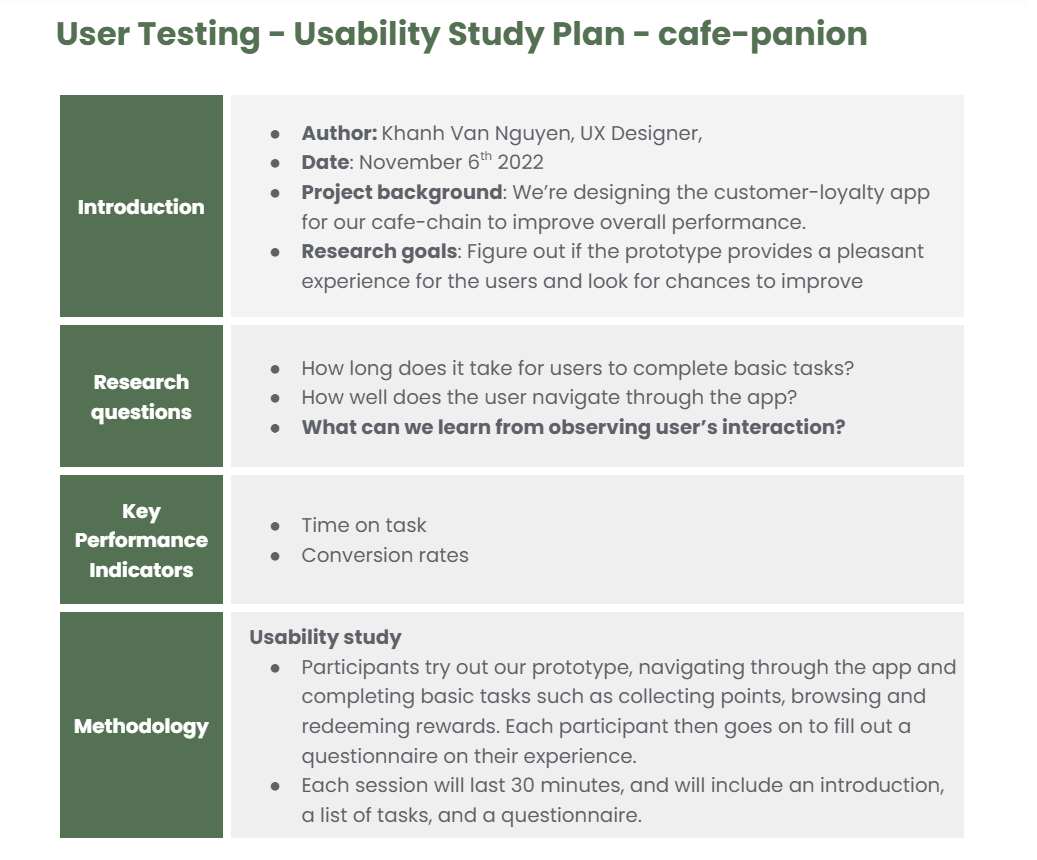 User Testing - Usability Study Plan - cafe-panion
Introduction
● Author: Khanh Van Nguyen, UX Designer,
● Date: November 6th 2022
● Project background: We’re designing the customer-loyalty app
for our cafe-chain to improve overall performance.
● Research goals: Figure out if the prototype provides a pleasant
experience for the users and look for chances to improve
Research
questions
● How long does it take for users to complete basic tasks?
● How well does the user navigate through the app?
● What can we learn from observing user’s interaction?
Key
Performance
Indicators
● Time on task
● Conversion rates
Methodology
Usability study
● Participants try out our prototype, navigating through the app and
completing basic tasks such as collecting points, browsing and
redeeming rewards. Each participant then goes on to fill out a
questionnaire on their experience.
● Each session will last 30 minutes, and will include an introduction,
a list of tasks, and a questionnaire.